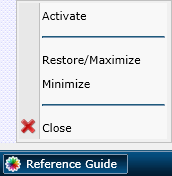 Activate
Restore/Maximize
Minimize
Close
Reference Guide